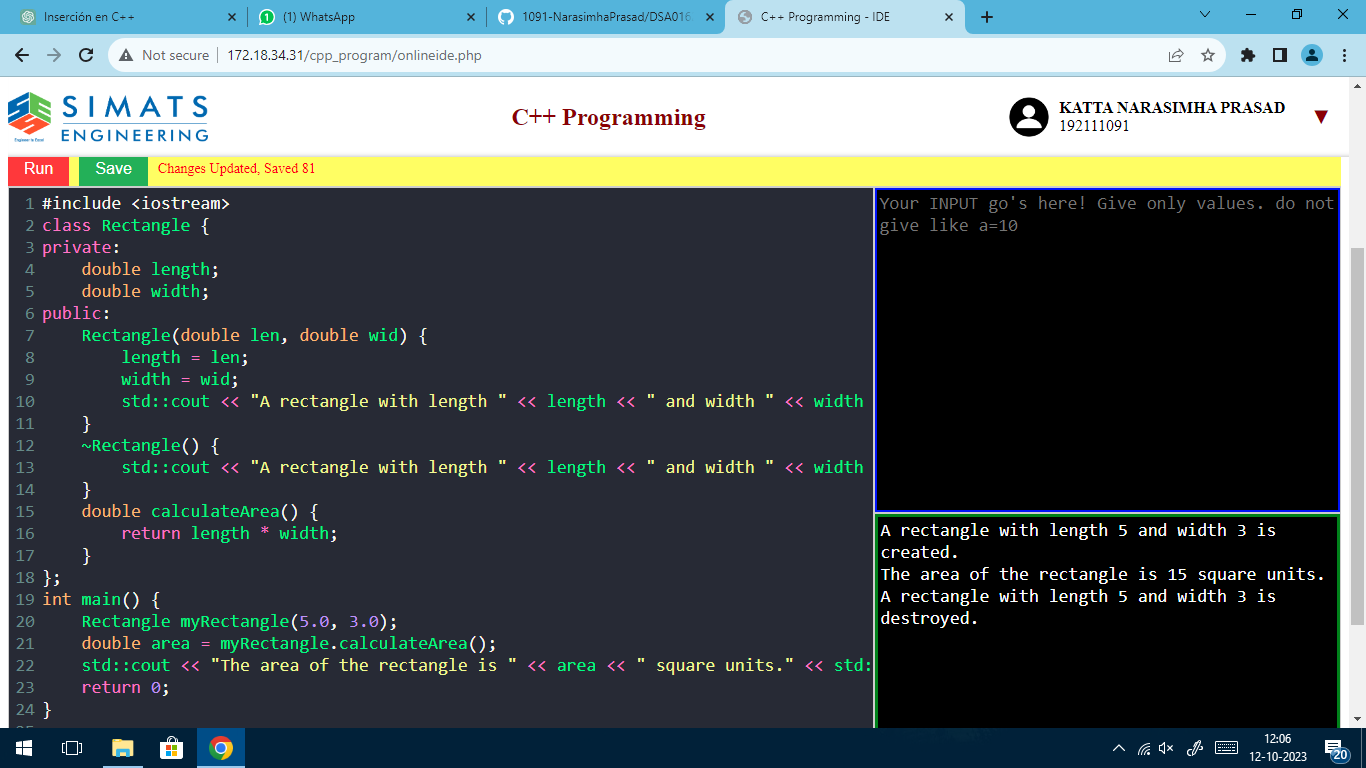 Inserción en C++
(1) WhatsApp
1091-NarasimhaPrasad/DSA016
C++ Programming - IDE
Not secure 172.18.34.31/cpp_program/onlineide.php
SIMATS
ENGINEERING
Engineer to Excel
C++ Programming
KATTA NARASIMHA PRASAD
192111091
Run Save Changes Updated, Saved 81
1 #include <iostream>
2 class Rectangle {
3 private:
4     double length;
5     double width;
6 public:
7     Rectangle(double len, double wid) {
8         length = len;
9         width = wid;
10         std::cout << "A rectangle with length " << length << " and width " << width
11     }
12     ~Rectangle() {
13         std::cout << "A rectangle with length " << length << " and width " << width
14     }
15     double calculateArea() {
16         return length * width;
17     }
18 };
19 int main() {
20     Rectangle myRectangle(5.0, 3.0);
21     double area = myRectangle.calculateArea();
22     std::cout << "The area of the rectangle is " << area << " square units." << std:
23     return 0;
24 }
Your INPUT go's here! Give only values. do not
give like a=10
A rectangle with length 5 and width 3 is
created.
The area of the rectangle is 15 square units.
A rectangle with length 5 and width 3 is
destroyed.
12:06
12-10-2023
20